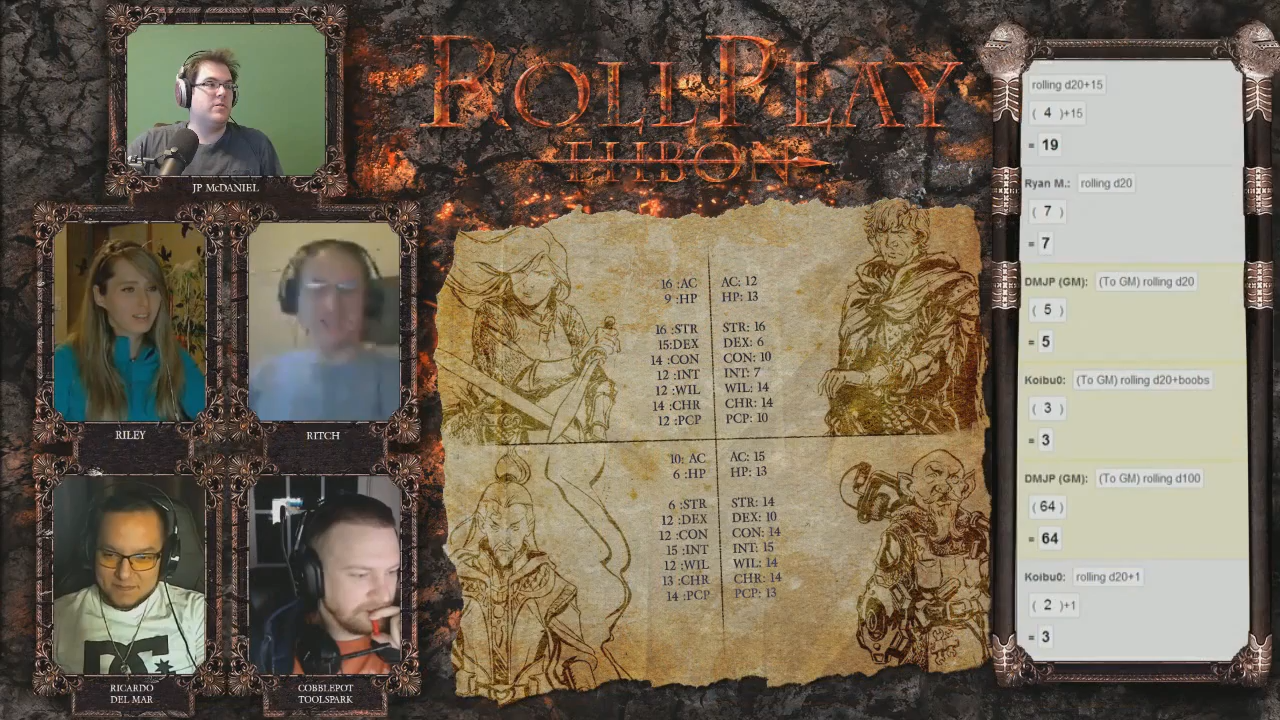 ROLLPLAY
EHBON
JP McDANIEL
RILEY
RITCH
RICARDO
DEL MAR
COBBLEPOT
TOOLSPARK
16 :AC
9 :HP
16 :STR
15:DEX
14 :CON
12 :INT
12 :WIL
14 :CHR
12 :PCP
AC: 12
HP: 13
STR: 16
DEX: 6
CON: 10
INT: 7
WIL: 14
CHR: 14
PCP: 10
10: AC
6 :HP
6 :STR
12 :DEX
12 :CON
15 :INT
12 :WIL
13 :CHR
14 :PCP
AC: 15
HP: 13
STR: 14
DEX: 10
CON: 14
INT: 15
WIL: 14
CHR: 14
PCP: 13
rolling d20+15
( 4 )+15
= 19
Ryan M.: rolling d20
( 7 )
= 7
DMJP (GM): (To GM) rolling d20
( 5 )
= 5
Koibu0: (To GM) rolling d20+boobs
( 3 )
= 3
DMJP (GM): (To GM) rolling d100
( 64 )
= 64
Koibu0: rolling d20+1
( 2 )+1
= 3